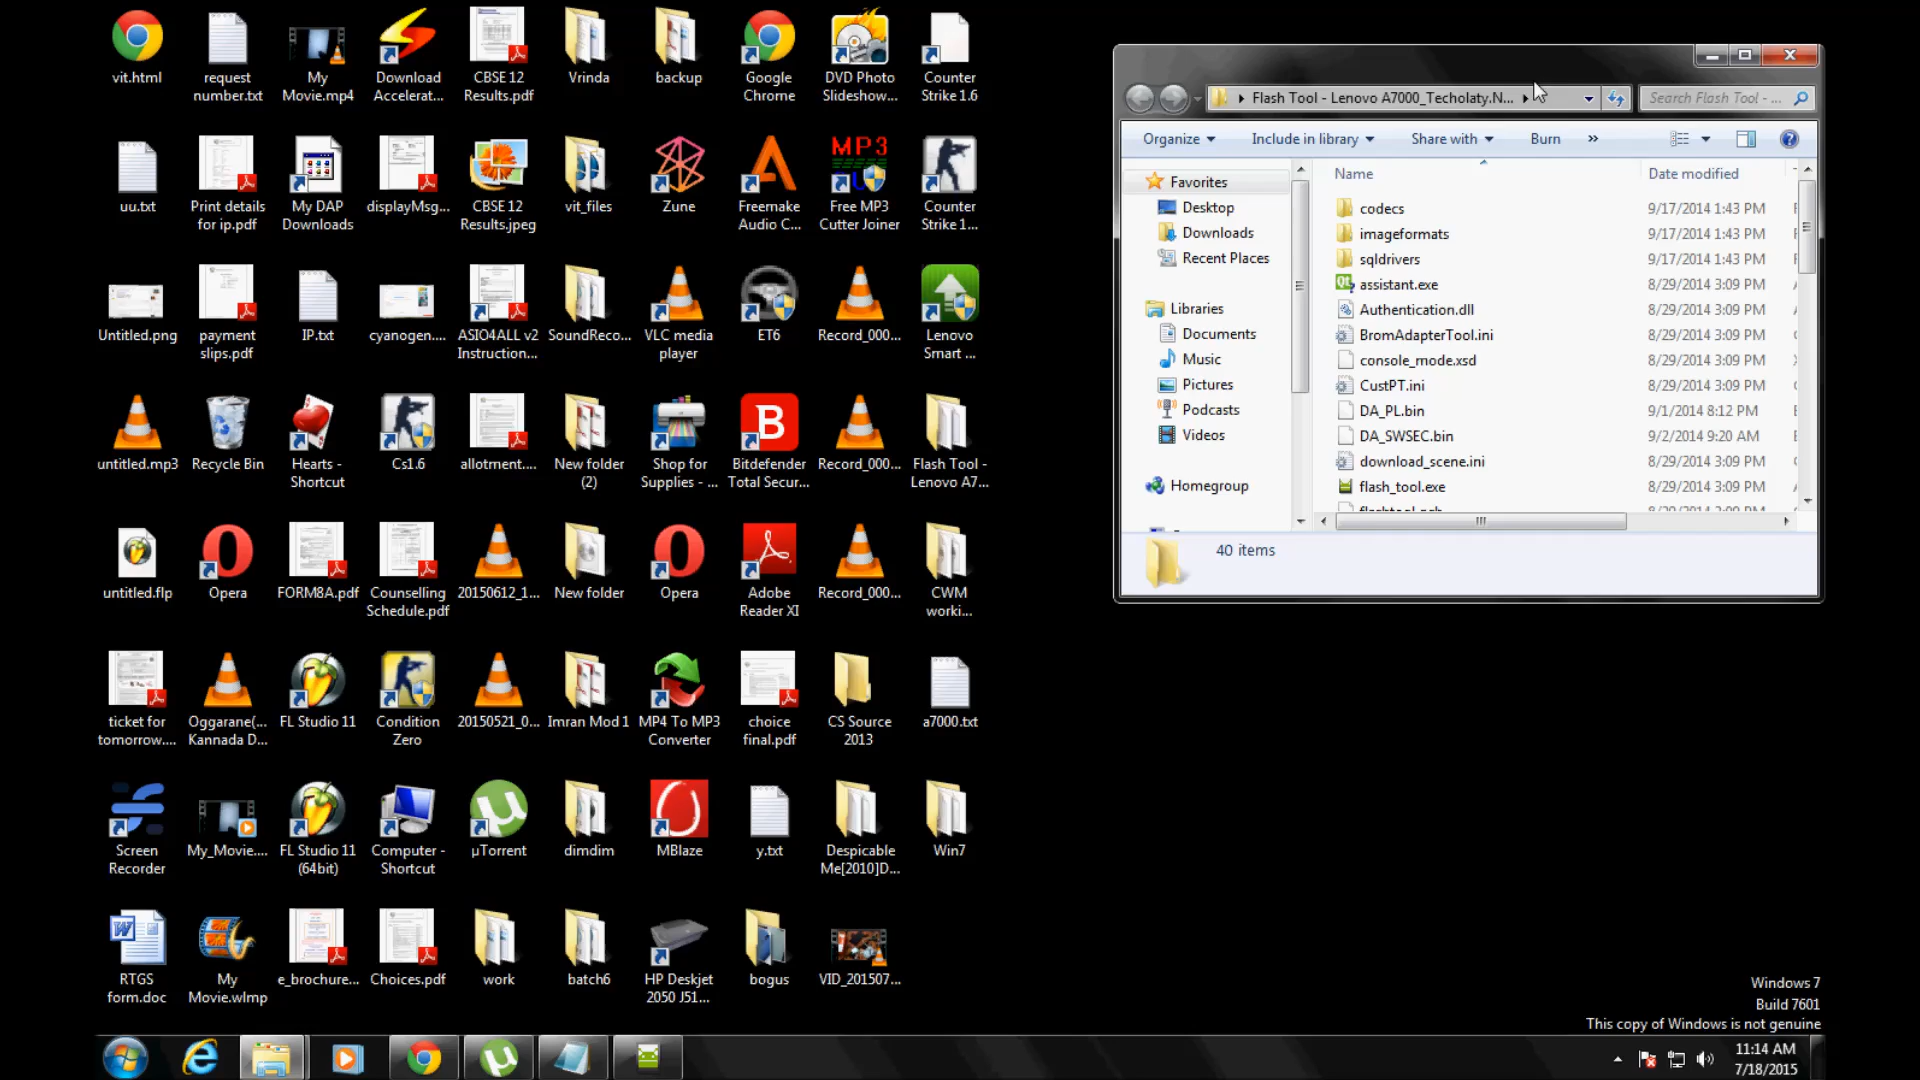 vit.html
request
number.txt
My
Movie.mp4
Download
Accelerat...
CBSE 12
Results.pdf
Vrinda
backup
Google
Chrome
DVD Photo
Slideshow...
Counter
Strike 1.6
uu.txt
Print details
for ip.pdf
My DAP
Downloads
displayMsg...
CBSE 12
Results.jpeg
vit_files
Zune
Freemake
Audio C...
MP3
Free MP3
Cutter Joiner
Counter
Strike 1...
Untitled.png
payment
slips.pdf
IP.txt
cyanogen....
ASIO4ALL v2
Instruction...
SoundReco...
VLC media
player
ET6
Record_000...
Lenovo
Smart ...
untitled.mp3
Recycle Bin
Hearts -
Shortcut
Cs1.6
allotment....
New folder
(2)
Shop for
Supplies - ...
B
Bitdefender
Total Secur...
Record_000...
Flash Tool -
Lenovo A7...
untitled.flp
Opera
FORM8A.pdf
Counselling
Schedule.pdf
20150612_1...
New folder
Opera
Adobe
Reader XI
Record_000...
CWM
worki...
ticket for
tomorrow....
Oggarane(...
Kannada D...
FL Studio 11
Condition
Zero
20150521_0...
Imran Mod 1
MP4 To MP3
Converter
choice
final.pdf
CS Source
2013
a7000.txt
Screen
Recorder
My_Movie....
FL Studio 11
(64bit)
Computer -
Shortcut
µTorrent
dimdim
MBlaze
y.txt
Despicable
Me[2010]D...
Win7
RTGS
form.doc
My
Movie.wlmp
e_brochure...
Choices.pdf
work
batch6
HP Deskjet
2050 J51...
bogus
VID_201507...
Flash Tool - Lenovo A7000_Techolaty.N...
Search Flash Tool - ...
Organize
Include in library
Share with
Burn
»
Favorites
Desktop
Downloads
Recent Places
Libraries
Documents
Music
Pictures
Podcasts
Videos
Homegroup
Name Date modified
codecs 9/17/2014 1:43 PM
imageformats 9/17/2014 1:43 PM
sqldrivers 9/17/2014 1:43 PM
assistant.exe 8/29/2014 3:09 PM
Authentication.dll 8/29/2014 3:09 PM
BromAdapterTool.ini 8/29/2014 3:09 PM
console_mode.xsd 8/29/2014 3:09 PM
CustPT.ini 8/29/2014 3:09 PM
DA_PL.bin 9/1/2014 8:12 PM
DA_SWSEC.bin 9/2/2014 9:20 AM
download_scene.ini 8/29/2014 3:09 PM
flash_tool.exe 8/29/2014 3:09 PM
40 items
Windows 7
Build 7601
This copy of Windows is not genuine
11:14 AM
7/18/2015